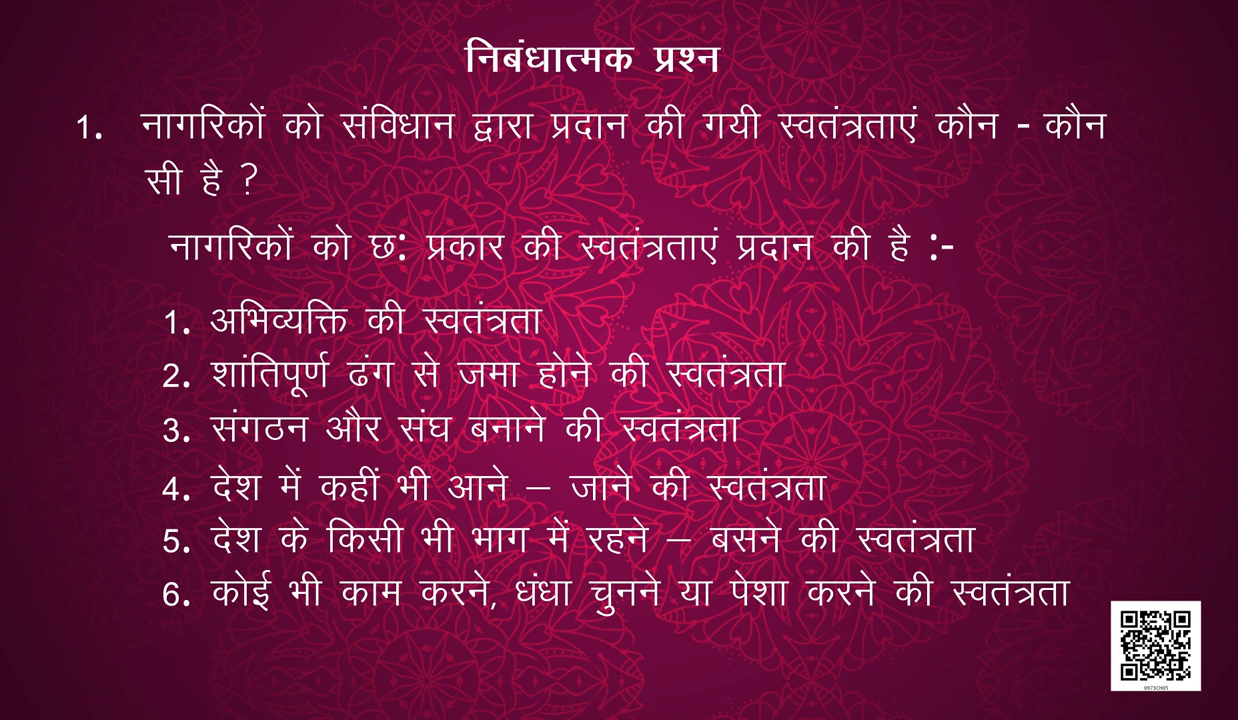 निबंधात्मक प्रश्न
1. नागरिकों को संविधान द्वारा प्रदान की गयी स्वतंत्रताएं कौन - कौन
सी है ?
नागरिकों को छ: प्रकार की स्वतंत्रताएं प्रदान की है :-
1. अभिव्यक्ति की स्वतंत्रता
2. शांतिपूर्ण ढंग से जमा होने की स्वतंत्रता
3. संगठन और संघ बनाने की स्वतंत्रता
4. देश में कहीं भी आने – जाने की स्वतंत्रता
5. देश के किसी भी भाग में रहने – बसने की स्वतंत्रता
6. कोई भी काम करने, धंधा चुनने या पेशा करने की स्वतंत्रता
0973CH05